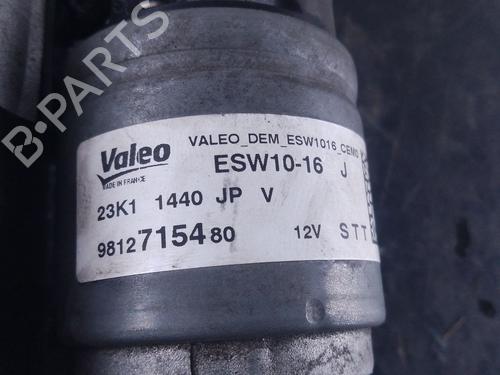 VALEO_DEM_ESW1016_CEM0
Valeo
MADE IN FRANCE
ESW10-16 J
23K1 1440 JP V
9812715480 12V STT
B-PARTS